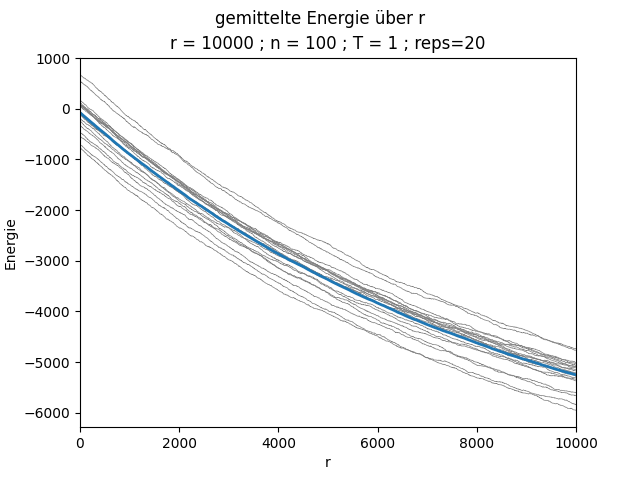 gemittelte Energie über r
r = 10000 ; n = 100 ; T = 1 ; reps=20
1000
0
−1000
−2000
−3000
−4000
−5000
−6000
Energie
0 2000 4000 6000 8000 10000
r